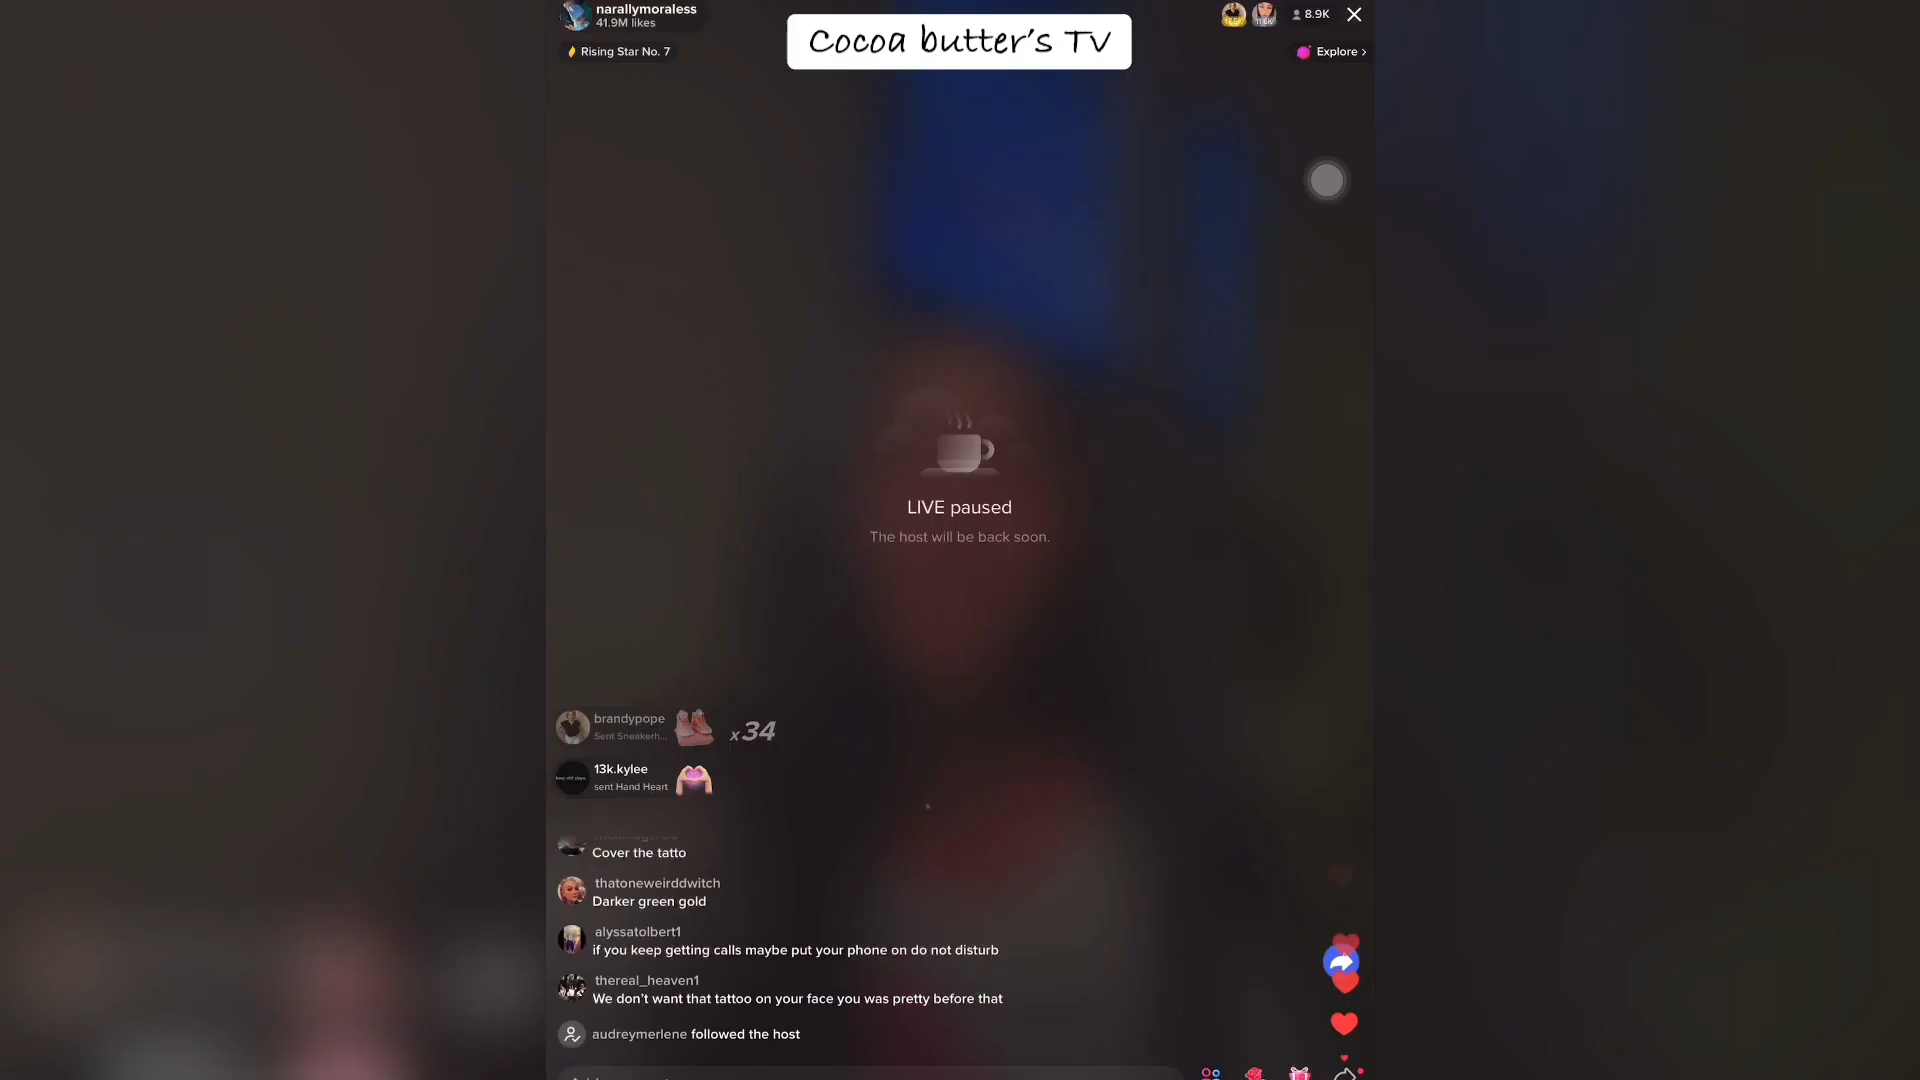 narallymoraless
41.9M likes
8.9K
Cocoa butter's TV
Rising Star No. 7
Explore >
LIVE paused
The host will be back soon.
brandypope
Sent Sneakerh...
x34
13k.kylee
sent Hand Heart
Cover the tatto
thatoneweirddwitch
Darker green gold
alyssatolbert1
if you keep getting calls maybe put your phone on do not disturb
thereal_heaven1
We don't want that tattoo on your face you was pretty before that
audreymerlene followed the host